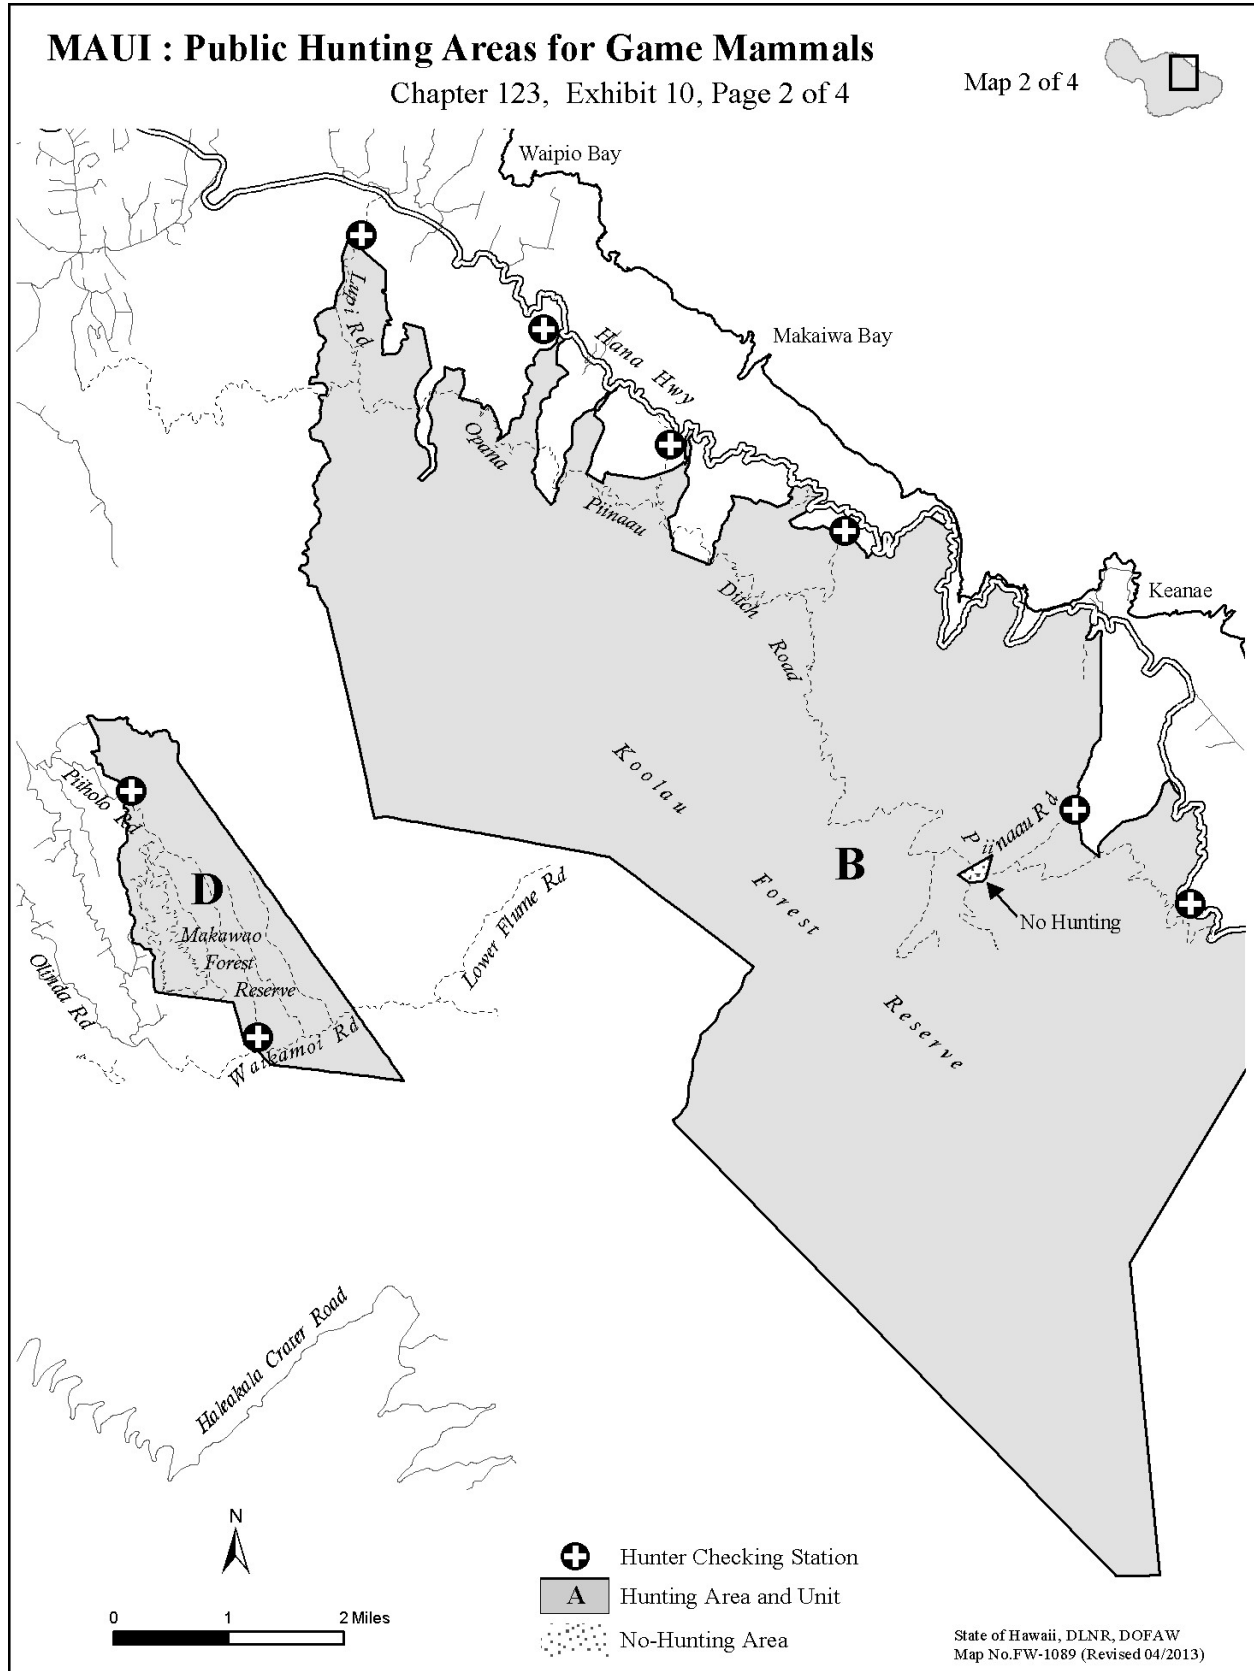 MAUI : Public Hunting Areas for Game Mammals
Chapter 123, Exhibit 10, Page 2 of 4
Map 2 of 4
Waipio Bay
Lupi Rd
Hana Hwy
Makaiwa Bay
Opana
Piinaau
Ditch
Road
Keanae
Koolau
Forest
Reserve
B
Piinaau Rd
No Hunting
Piiholo Rd
D
Makawao
Forest
Reserve
Olinda Rd
Waikamoi Rd
Lower Flume Rd
Haleakala Crater Road
N
0 1 2 Miles
Hunter Checking Station
A Hunting Area and Unit
No-Hunting Area
State of Hawaii, DLNR, DOFAW
Map No.FW-1089 (Revised 04/2013)